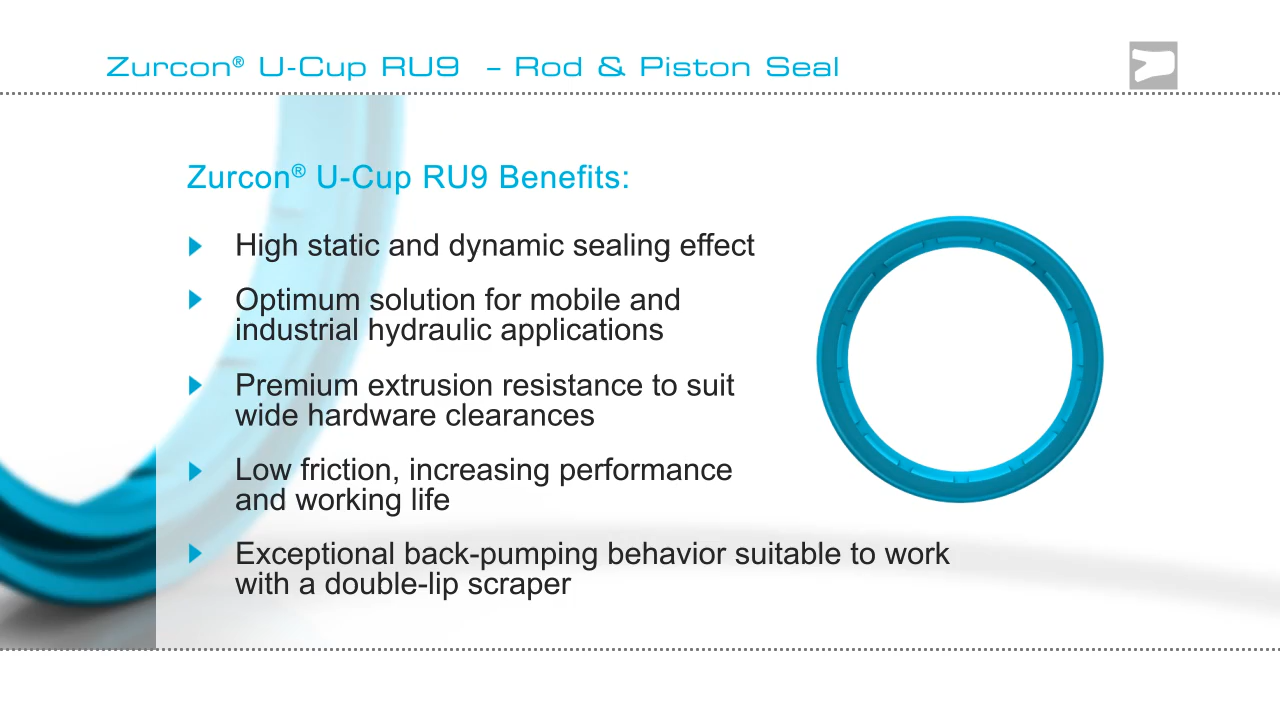 Zurcon® U-Cup RU9 – Rod & Piston Seal
Zurcon® U-Cup RU9 Benefits:
High static and dynamic sealing effect
Optimum solution for mobile and
industrial hydraulic applications
Premium extrusion resistance to suit
wide hardware clearances
Low friction, increasing performance
and working life
Exceptional back-pumping behavior suitable to work
with a double-lip scraper